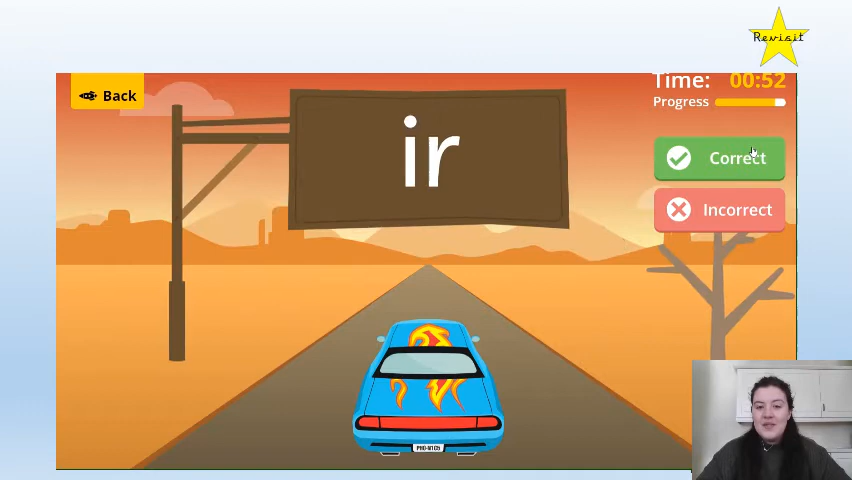 Revisit
Back
Time: 00:52
Progress
ir
Correct
Incorrect